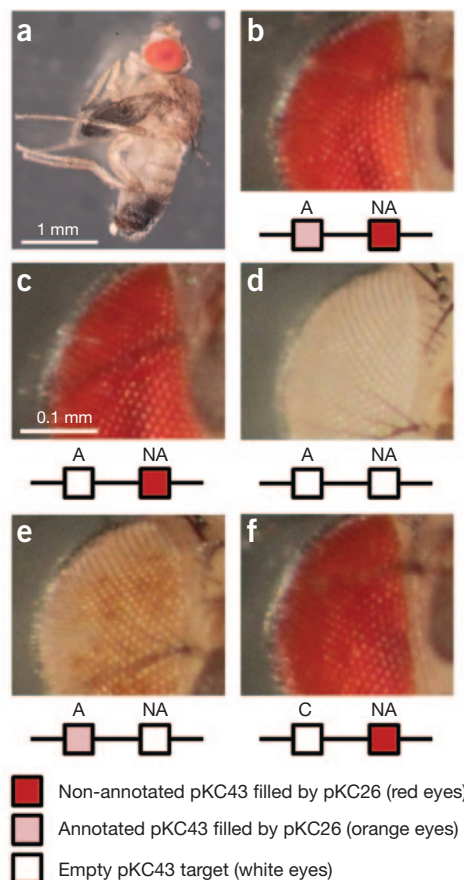 a
b
1 mm
A NA
c
d
0.1 mm
A NA
A NA
e
f
A NA
C NA
Non-annotated pKC43 filled by pKC26 (red eyes)
Annotated pKC43 filled by pKC26 (orange eyes)
Empty pKC43 target (white eyes)